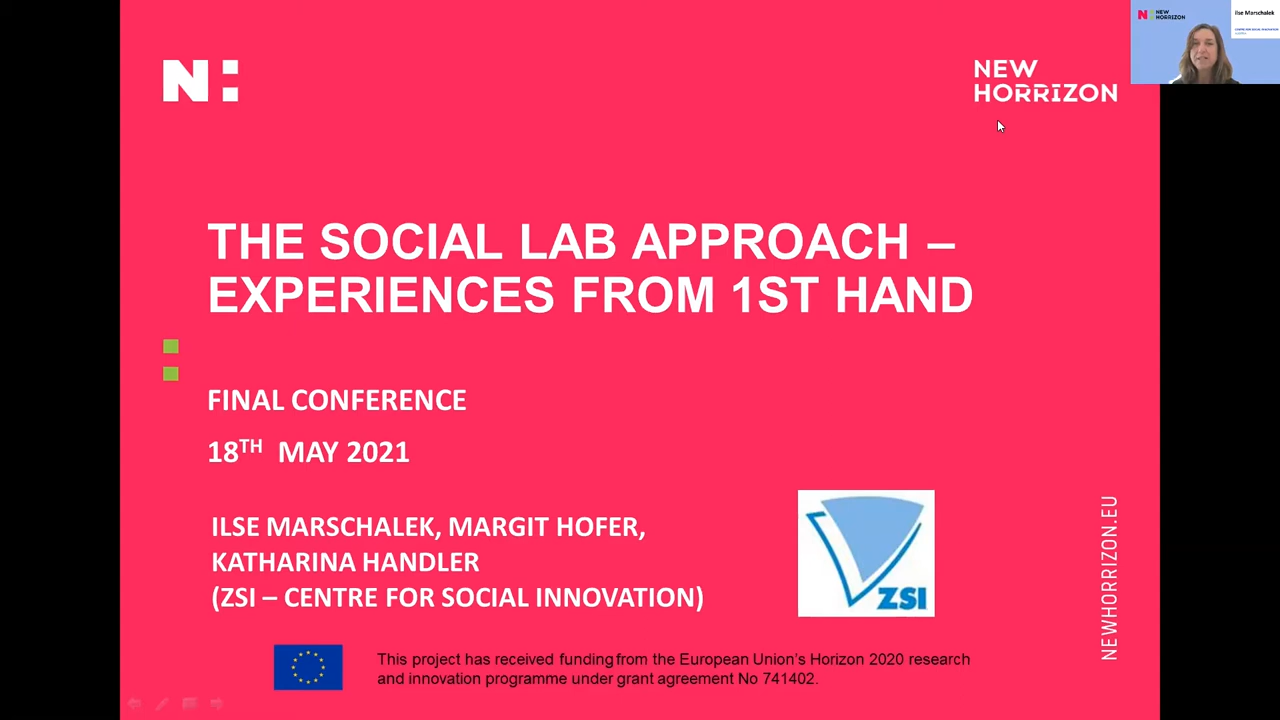 N:
NEW
HORRIZON
NEW
HORRIZON
Ilse Marschalek
THE SOCIAL LAB APPROACH –
EXPERIENCES FROM 1ST HAND
FINAL CONFERENCE
18TH MAY 2021
ILSE MARSCHALEK, MARGIT HOFER,
KATHARINA HANDLER
(ZSI – CENTRE FOR SOCIAL INNOVATION)
ZSI
NEWHORRIZON.EU
This project has received funding from the European Union's Horizon 2020 research
and innovation programme under grant agreement No 741402.